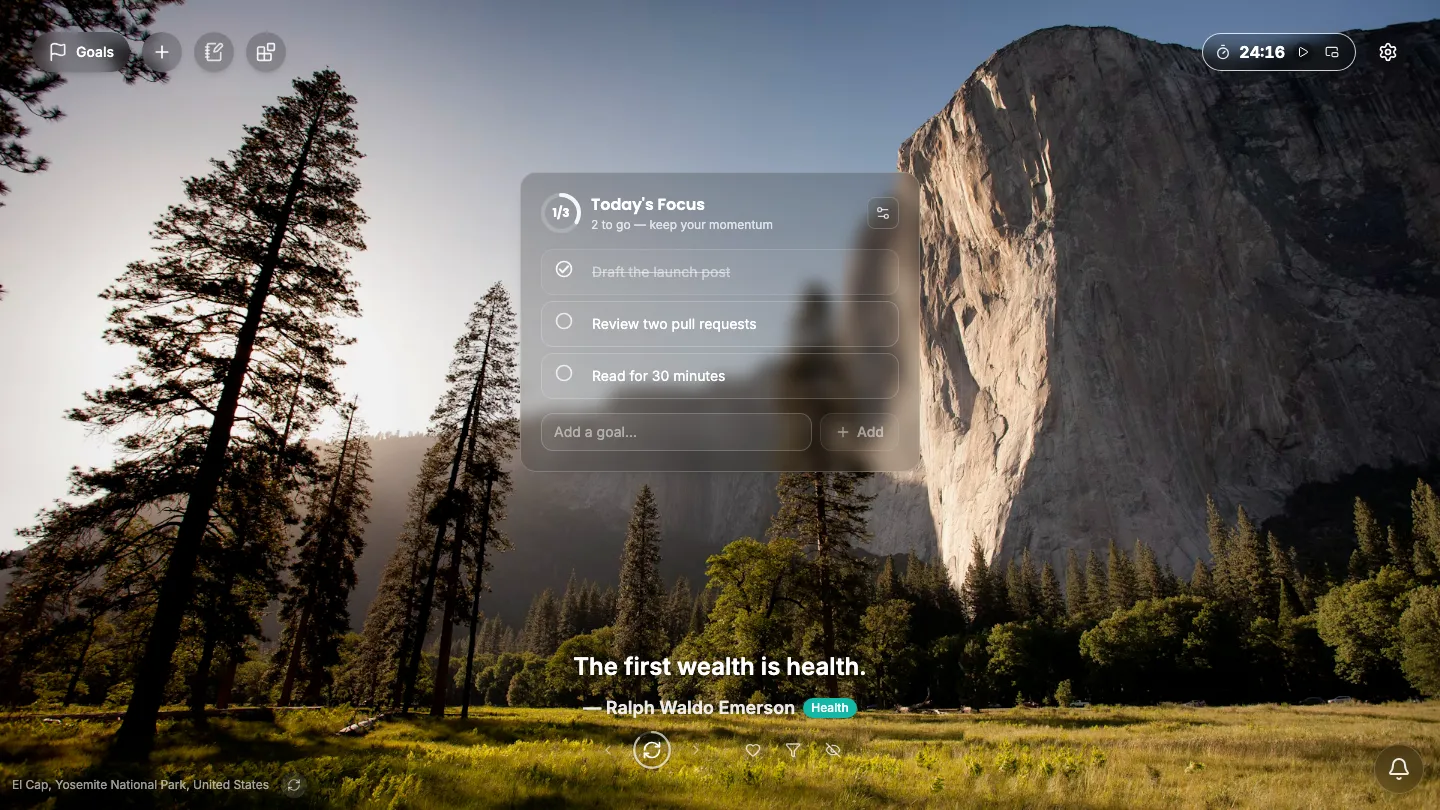 Goals
24:16
1/3
Today's Focus
2 to go — keep your momentum
Draft the launch post
Review two pull requests
Read for 30 minutes
Add a goal...
Add
The first wealth is health.
— Ralph Waldo Emerson
Health
El Cap, Yosemite National Park, United States